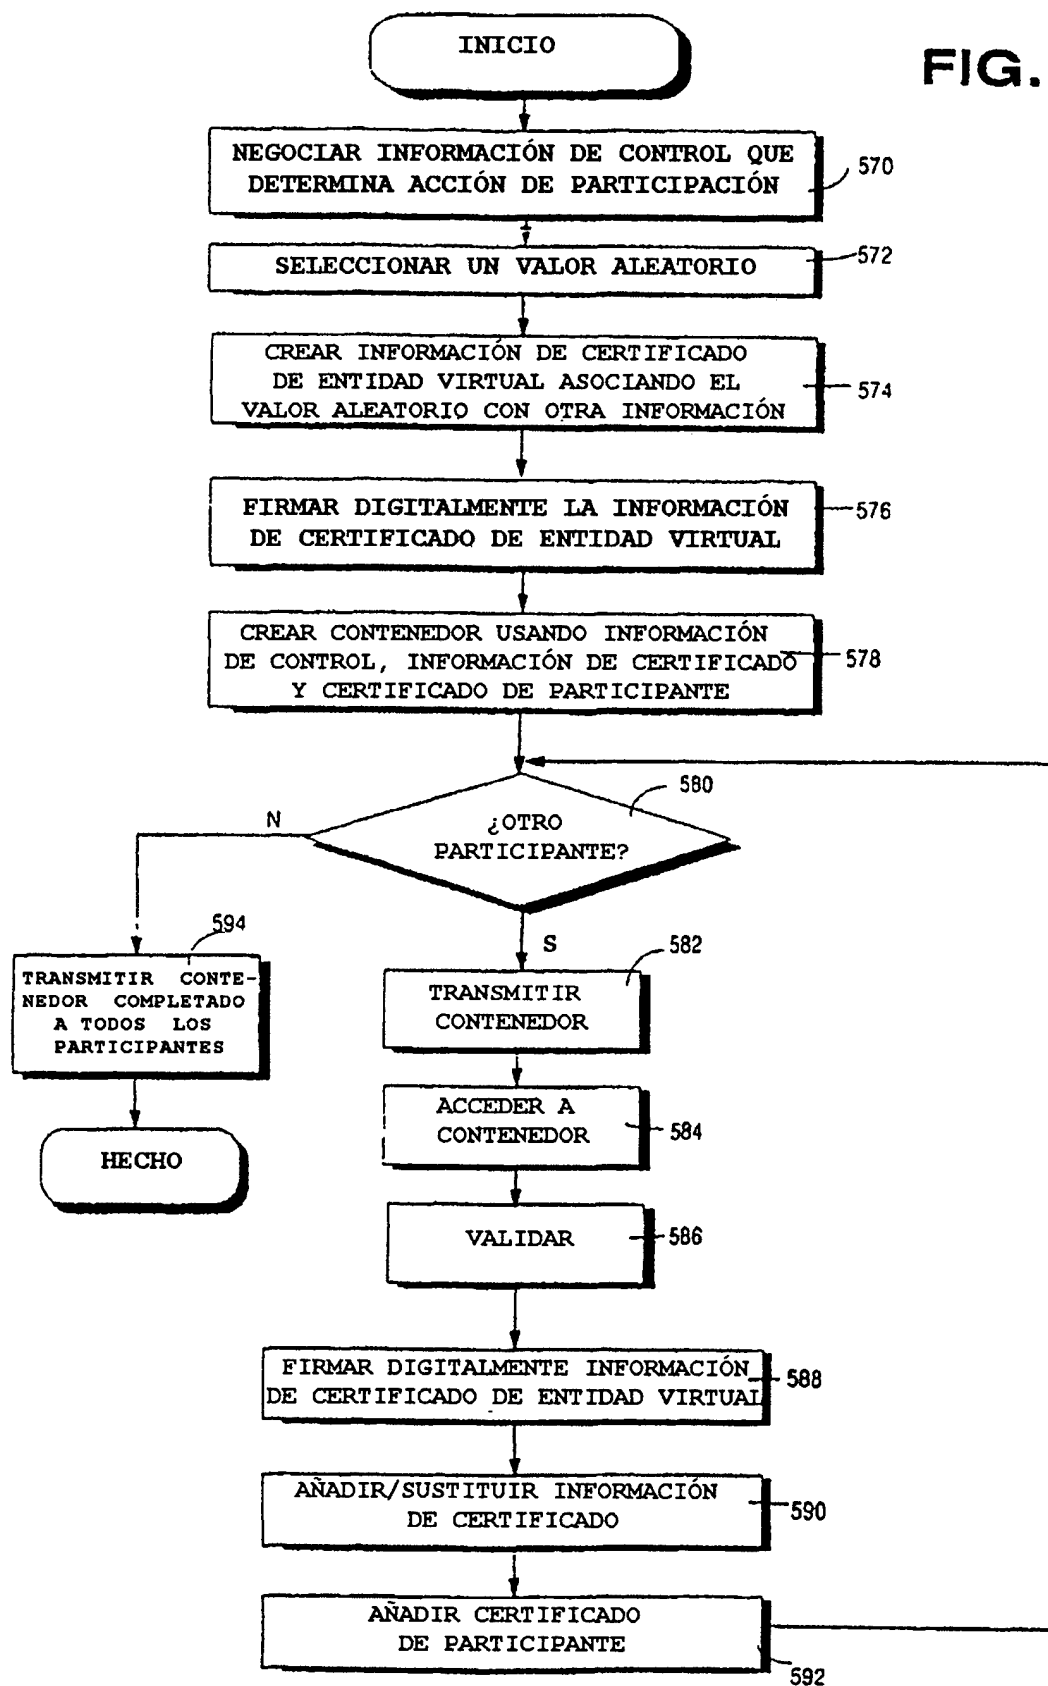 INICIO
FIG.
NEGOCIAR INFORMACIÓN DE CONTROL QUE
DETERMINA ACCIÓN DE PARTICIPACIÓN
570
SELECCIONAR UN VALOR ALEATORIO
572
CREAR INFORMACIÓN DE CERTIFICADO
DE ENTIDAD VIRTUAL ASOCIANDO EL
VALOR ALEATORIO CON OTRA INFORMACIÓN
574
FIRMAR DIGITALMENTE LA INFORMACIÓN
DE CERTIFICADO DE ENTIDAD VIRTUAL
576
CREAR CONTENEDOR USANDO INFORMACIÓN
DE CONTROL, INFORMACIÓN DE CERTIFICADO
Y CERTIFICADO DE PARTICIPANTE
578
580
¿OTRO
PARTICIPANTE?
N
S
594
TRANSMITIR CONTE-
NEDOR COMPLETADO
A TODOS LOS
PARTICIPANTES
HECHO
582
TRANSMITIR
CONTENEDOR
ACCEDER A
CONTENEDOR
584
VALIDAR
586
FIRMAR DIGITALMENTE INFORMACIÓN
DE CERTIFICADO DE ENTIDAD VIRTUAL
588
AÑADIR/SUSTITUIR INFORMACIÓN
DE CERTIFICADO
590
AÑADIR CERTIFICADO
DE PARTICIPANTE
592